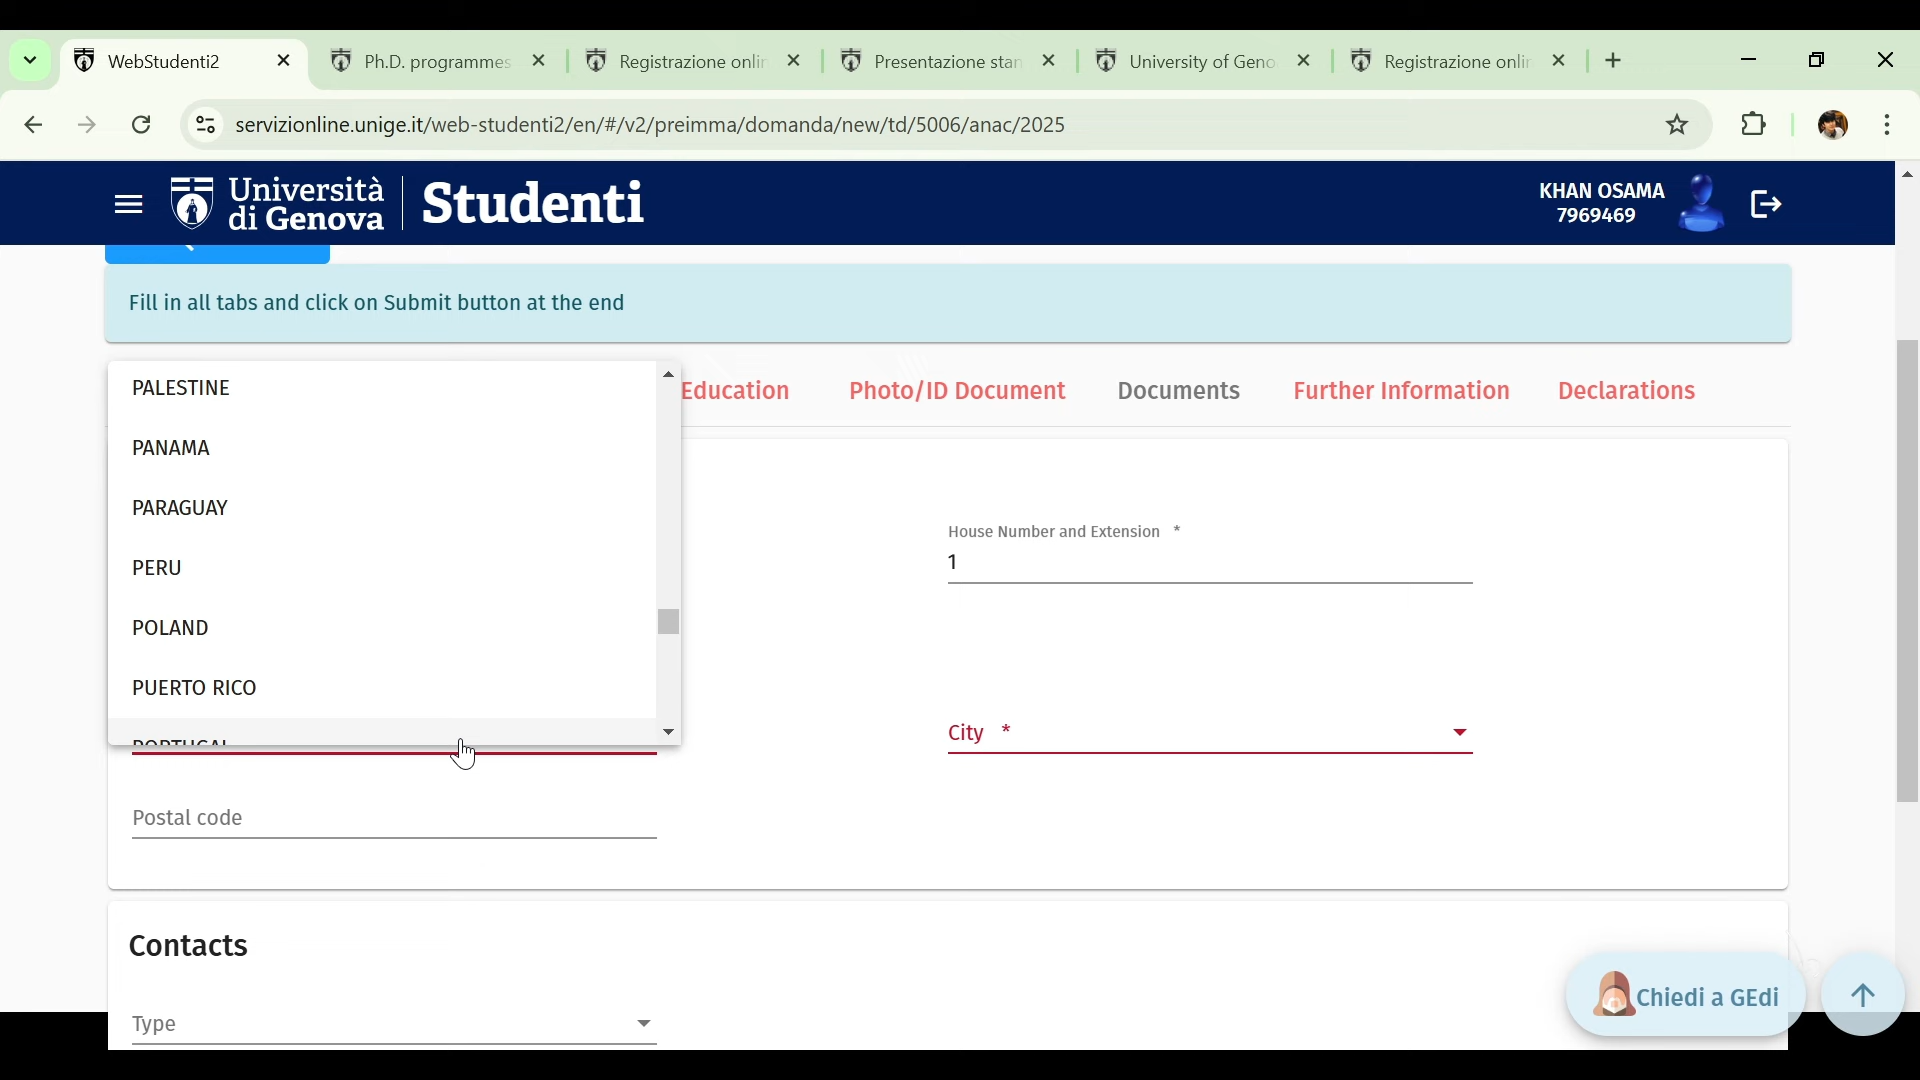 WebStudenti2
Ph.D. programmes
Registrazione onlin
Presentazione stan
University of Geno
Registrazione onlin
servizionline.unige.it/web-studenti2/en/#/v2/preimma/domanda/new/td/5006/anac/2025
Università
di Genova
Studenti
KHAN OSAMA
7969469
Fill in all tabs and click on Submit button at the end
Education
Photo/ID Document
Documents
Further Information
Declarations
PALESTINE
PANAMA
PARAGUAY
PERU
POLAND
PUERTO RICO
PORTUGAL
House Number and Extension *
1
City *
Postal code
Contacts
Type
Chiedi a GEdi